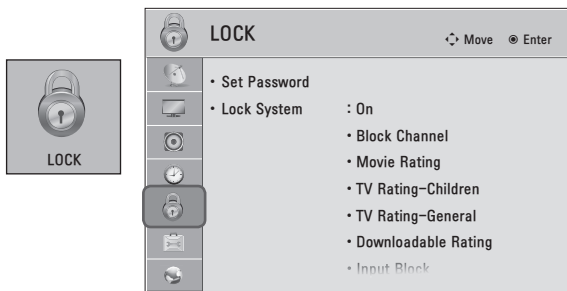 LOCK
LOCK
Move Enter
• Set Password
• Lock System : On
• Block Channel
• Movie Rating
• TV Rating-Children
• TV Rating-General
• Downloadable Rating
• Input Block